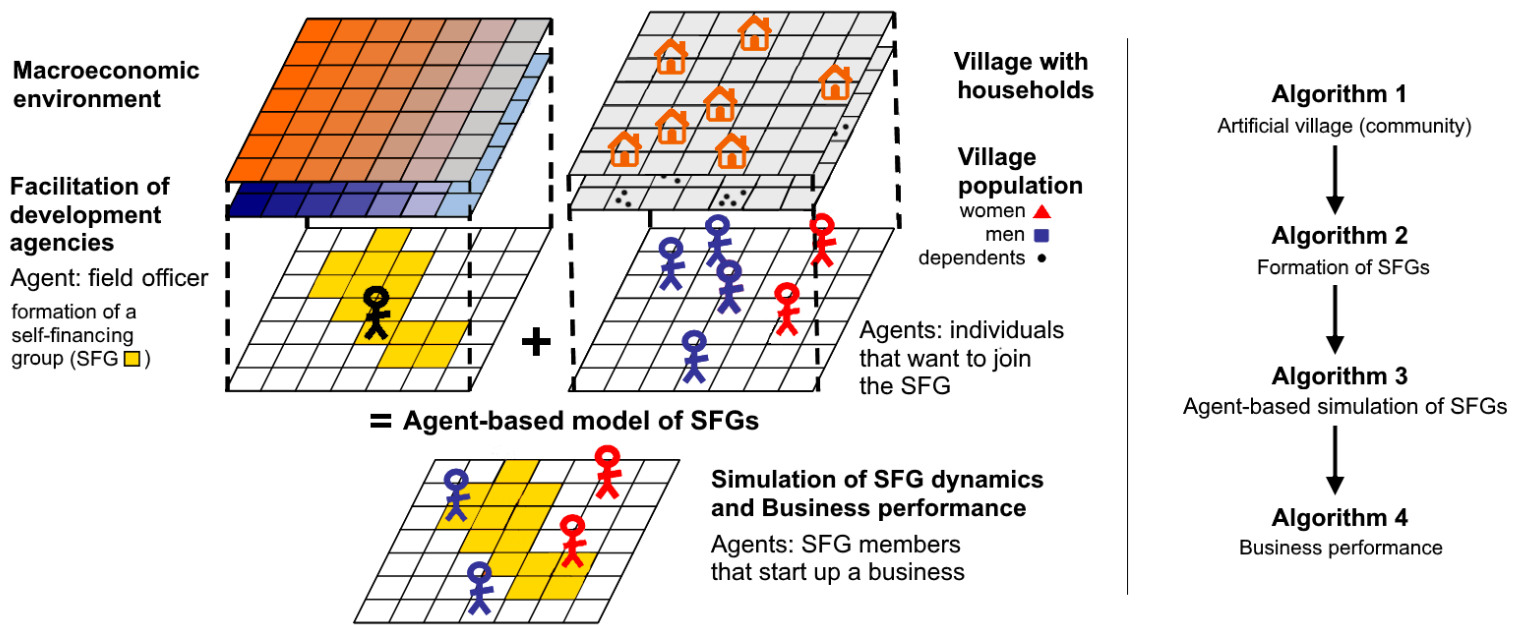 Macroeconomic
environment
Facilitation of
development
agencies
Agent: field officer
formation of a
self-financing
group (SFG )
+
Village with
households
Village
population
women
men
dependents
Agents: individuals
that want to join
the SFG
= Agent-based model of SFGs
Simulation of SFG dynamics
and Business performance
Agents: SFG members
that start up a business
Algorithm 1
Artificial village (community)
Algorithm 2
Formation of SFGs
Algorithm 3
Agent-based simulation of SFGs
Algorithm 4
Business performance